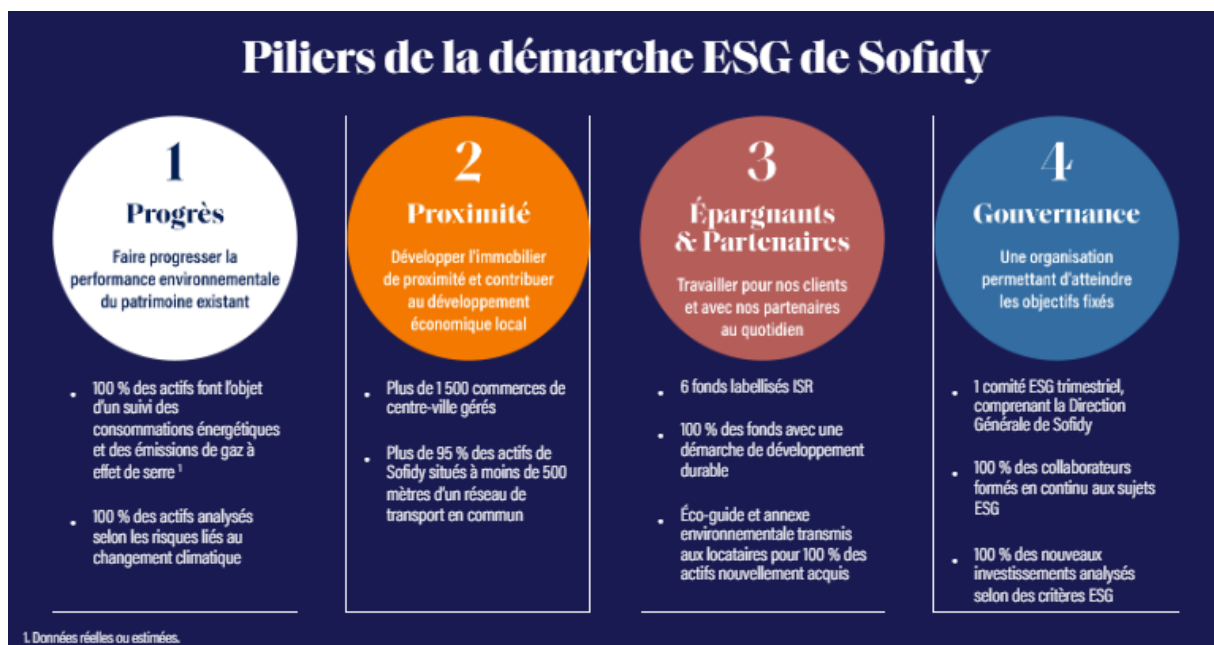 Piliers de la démarche ESG de Sofidy
1
Progrès
Faire progresser la
performance environnementale
du patrimoine existant
• 100 % des actifs font l'objet
d'un suivi des
consommations énergétiques
et des émissions de gaz à
effet de serre ¹
• 100 % des actifs analysés
selon les risques liés au
changement climatique
2
Proximité
Développer l'immobilier
de proximité et contribuer
au développement
économique local
• Plus de 1 500 commerces de
centre-ville gérés
• Plus de 95 % des actifs de
Sofidy situés à moins de 500
mètres d'un réseau de
transport en commun
3
Épargnants
& Partenaires
Travailler pour nos clients
et avec nos partenaires
au quotidien
• 6 fonds labellisés ISR
• 100 % des fonds avec une
démarche de développement
durable
• Éco-guide et annexe
environnementale transmis
aux locataires pour 100 % des
actifs nouvellement acquis
4
Gouvernance
Une organisation
permettant d'atteindre
les objectifs fixés
• 1 comité ESG trimestriel,
comprenant la Direction
Générale de Sofidy
• 100 % des collaborateurs
formés en continu aux sujets
ESG
• 100 % des nouveaux
investissements analysés
selon des critères ESG
1. Données réelles ou estimées.